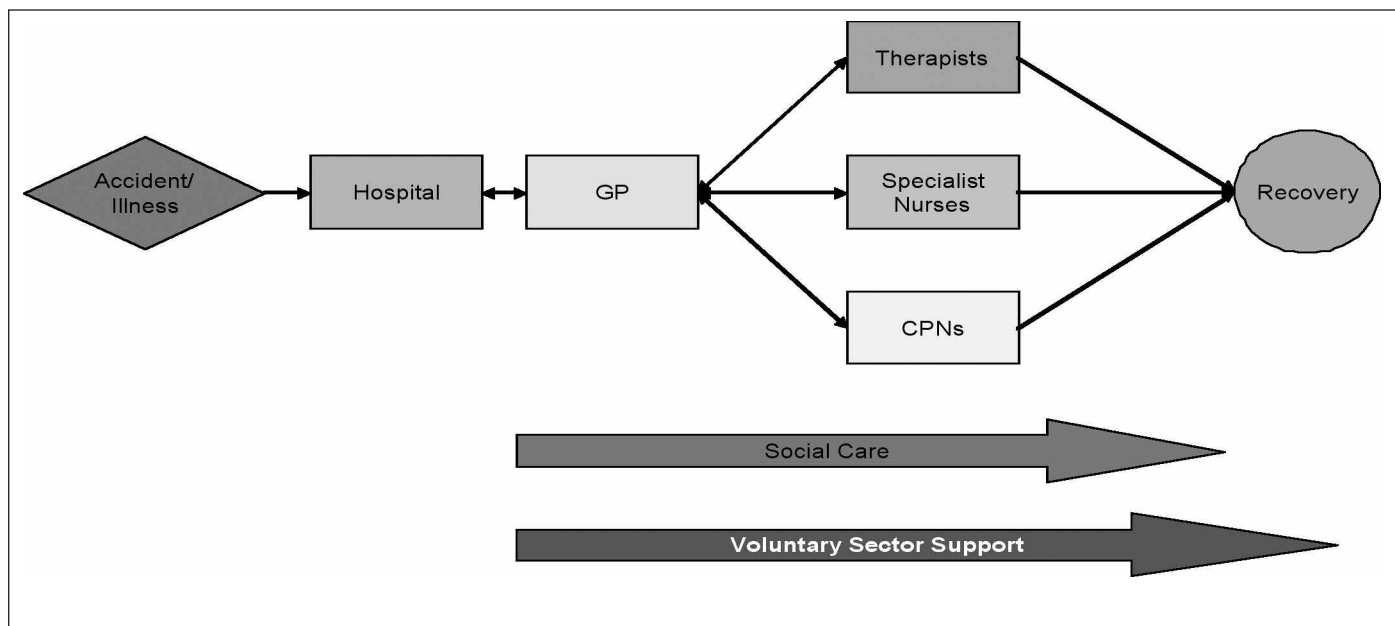 Accident/
Illness
Hospital
GP
Therapists
Specialist
Nurses
CPNs
Recovery
Social Care
Voluntary Sector Support